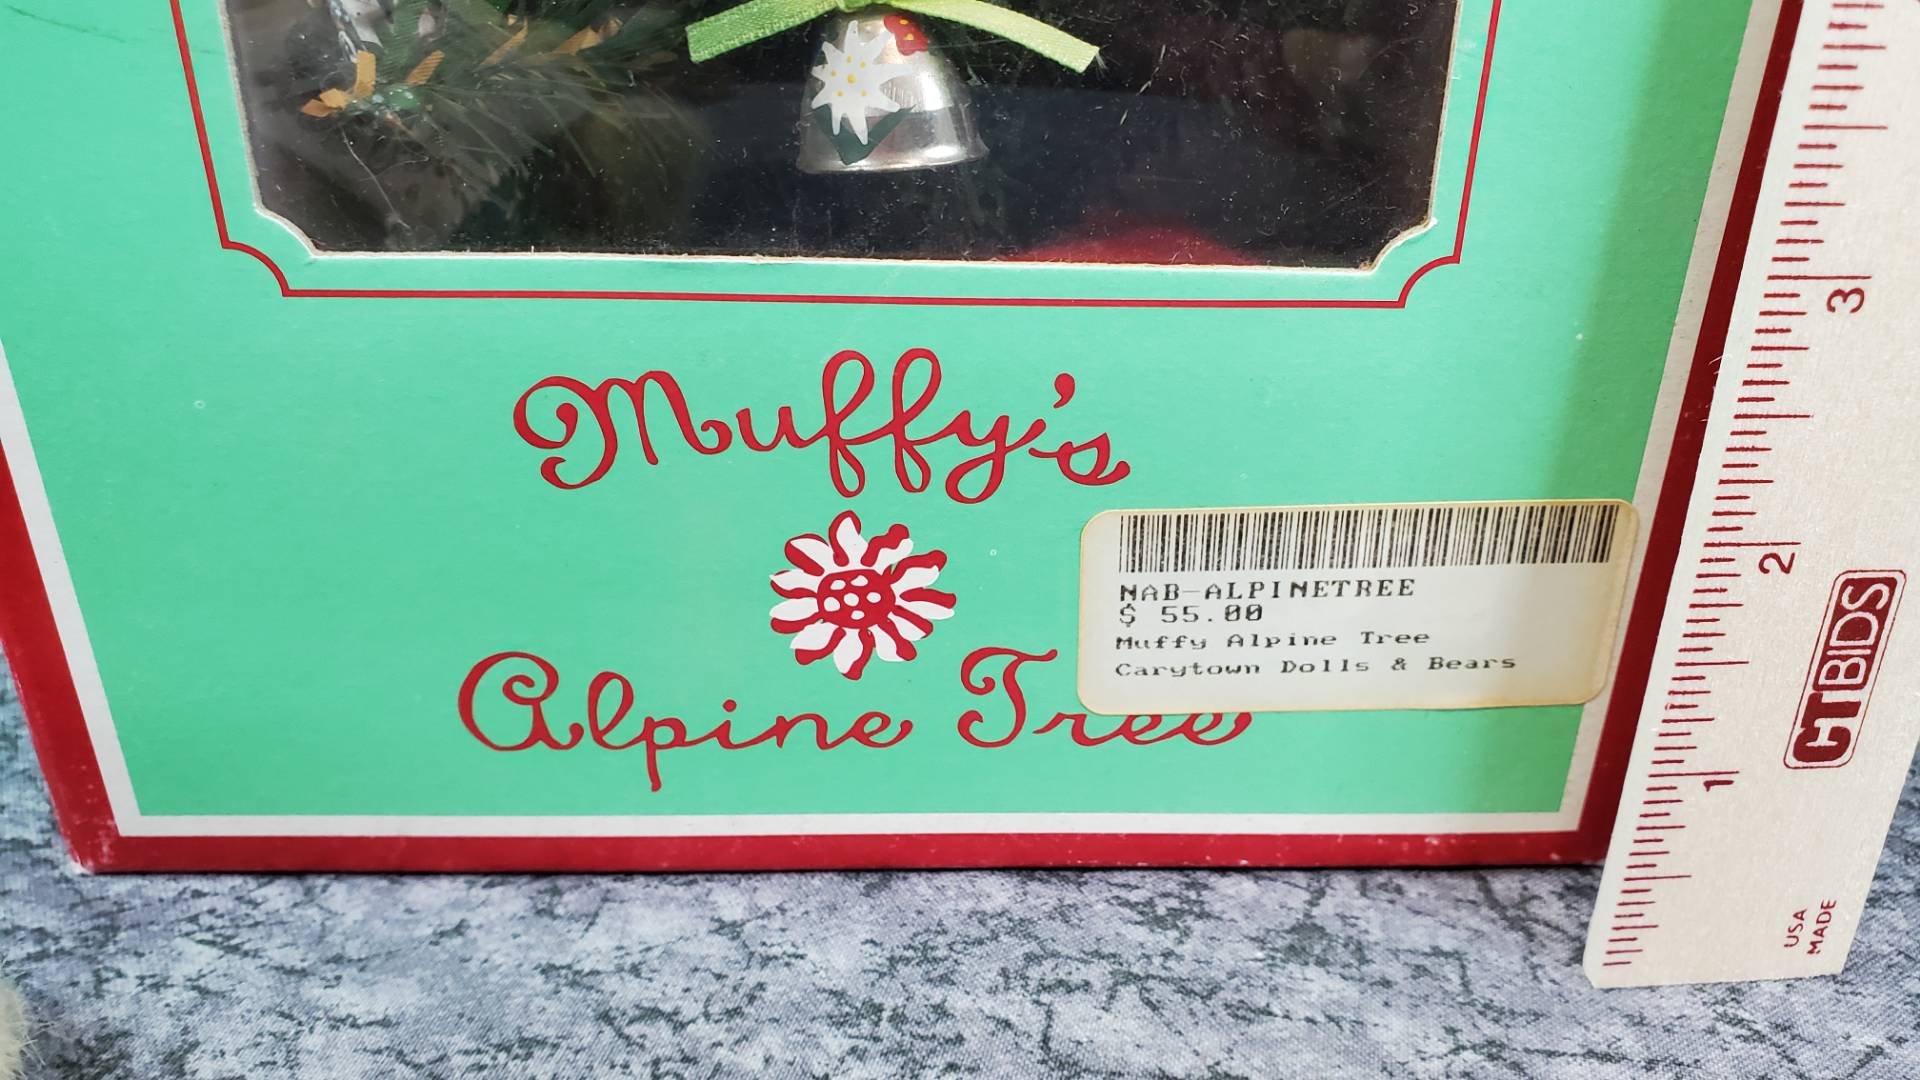 Muffy's
Alpine Tree
NAB-ALPINETREE
$ 55.00
Muffy Alpine Tree
Carytown Dolls & Bears
3
2
1
CTBIDS
USA
MADE